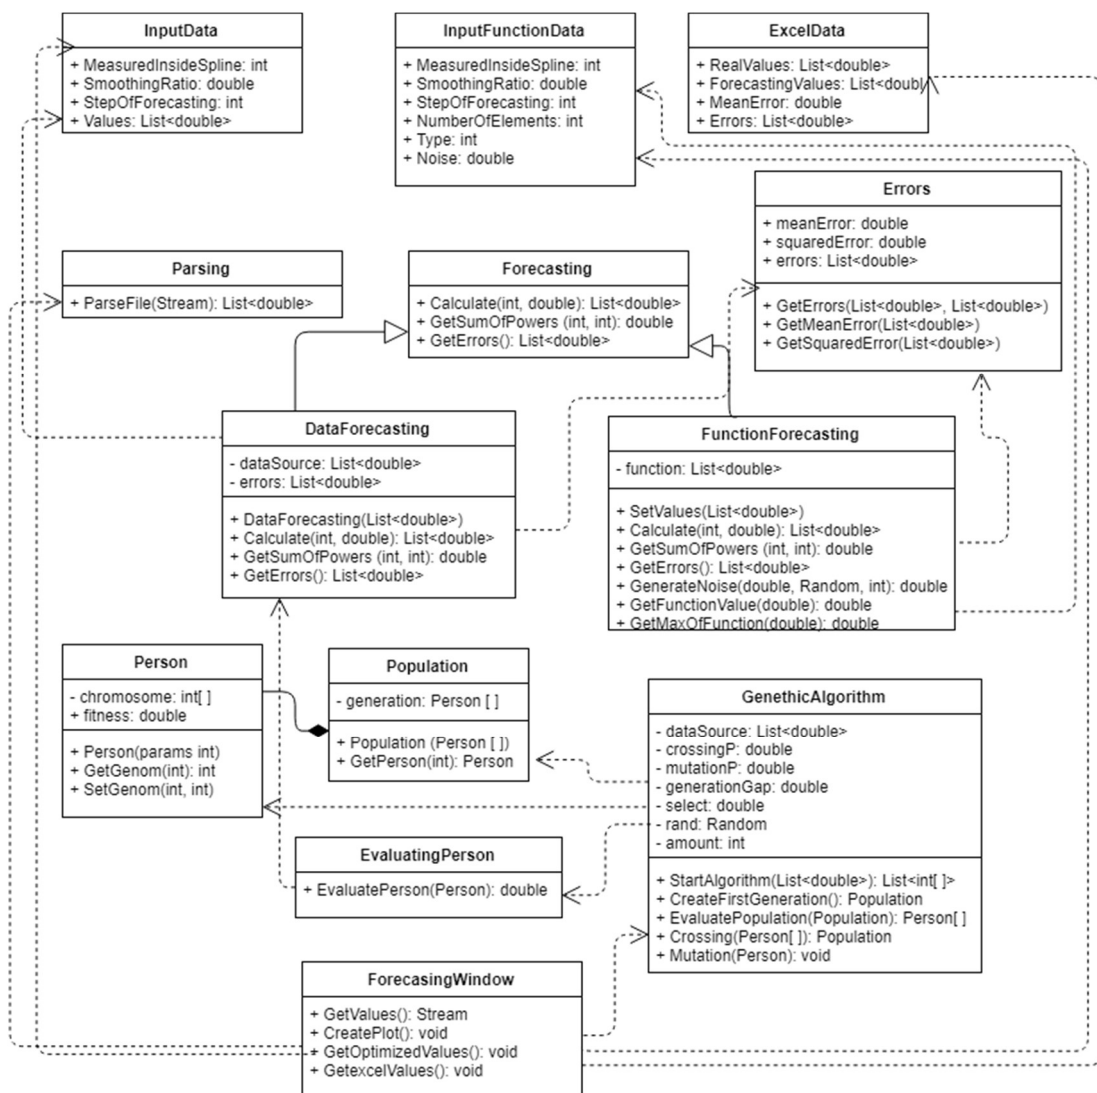 InputData
+ MeasuredInsideSpline: int
+ SmoothingRatio: double
+ StepOfForecasting: int
+ Values: List<double>
InputFunctionData
+ MeasuredInsideSpline: int
+ SmoothingRatio: double
+ StepOfForecasting: int
+ NumberOfElements: int
+ Type: int
+ Noise: double
ExcelData
+ RealValues: List<double>
+ ForecastingValues: List<double>
+ MeanError: double
+ Errors: List<double>
Errors
+ meanError: double
+ squaredError: double
+ errors: List<double>
+ GetErrors(List<double>, List<double>)
+ GetMeanError(List<double>)
+ GetSquaredError(List<double>)
Parsing
+ ParseFile(Stream): List<double>
Forecasting
+ Calculate(int, double): List<double>
+ GetSumOfPowers (int, int): double
+ GetErrors(): List<double>
DataForecasting
- dataSource: List<double>
- errors: List<double>
+ DataForecasting(List<double>)
+ Calculate(int, double): List<double>
+ GetSumOfPowers (int, int): double
+ GetErrors(): List<double>
FunctionForecasting
- function: List<double>
+ SetValues(List<double>)
+ Calculate(int, double): List<double>
+ GetSumOfPowers (int, int): double
+ GetErrors(): List<double>
+ GenerateNoise(double, Random, int): double
+ GetFunctionValue(double): double
+ GetMaxOfFunction(double): double
Person
- chromosome: int[ ]
+ fitness: double
+ Person(params int)
+ GetGenom(int): int
+ SetGenom(int, int)
Population
- generation: Person [ ]
+ Population (Person [ ])
+ GetPerson(int): Person
GenethicAlgorithm
- dataSource: List<double>
- crossingP: double
- mutationP: double
- generationGap: double
- select: double
- rand: Random
- amount: int
+ StartAlgorithm(List<double>): List<int[ ]>
+ CreateFirstGeneration(): Population
+ EvaluatePopulation(Population): Person[ ]
+ Crossing(Person[ ]): Population
+ Mutation(Person): void
EvaluatingPerson
+ EvaluatePerson(Person): double
ForecasingWindow
+ GetValues(): Stream
+ CreatePlot(): void
+ GetOptimizedValues(): void
+ GetexcelValues(): void